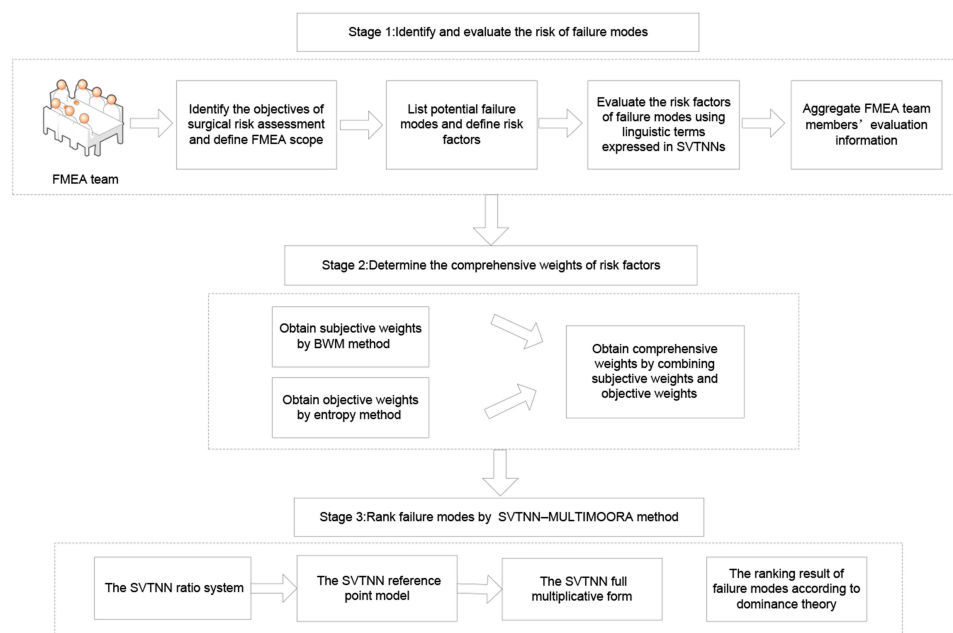 Stage 1:Identify and evaluate the risk of failure modes
FMEA team
Identify the objectives of
surgical risk assessment
and define FMEA scope
List potential failure
modes and define risk
factors
Evaluate the risk factors
of failure modes using
linguistic terms
expressed in SVTNNs
Aggregate FMEA team
members’ evaluation
information
Stage 2:Determine the comprehensive weights of risk factors
Obtain subjective weights
by BWM method
Obtain objective weights
by entropy method
Obtain comprehensive
weights by combining
subjective weights and
objective weights
Stage 3:Rank failure modes by SVTNN–MULTIMOORA method
The SVTNN ratio system
The SVTNN reference
point model
The SVTNN full
multiplicative form
The ranking result of
failure modes according to
dominance theory